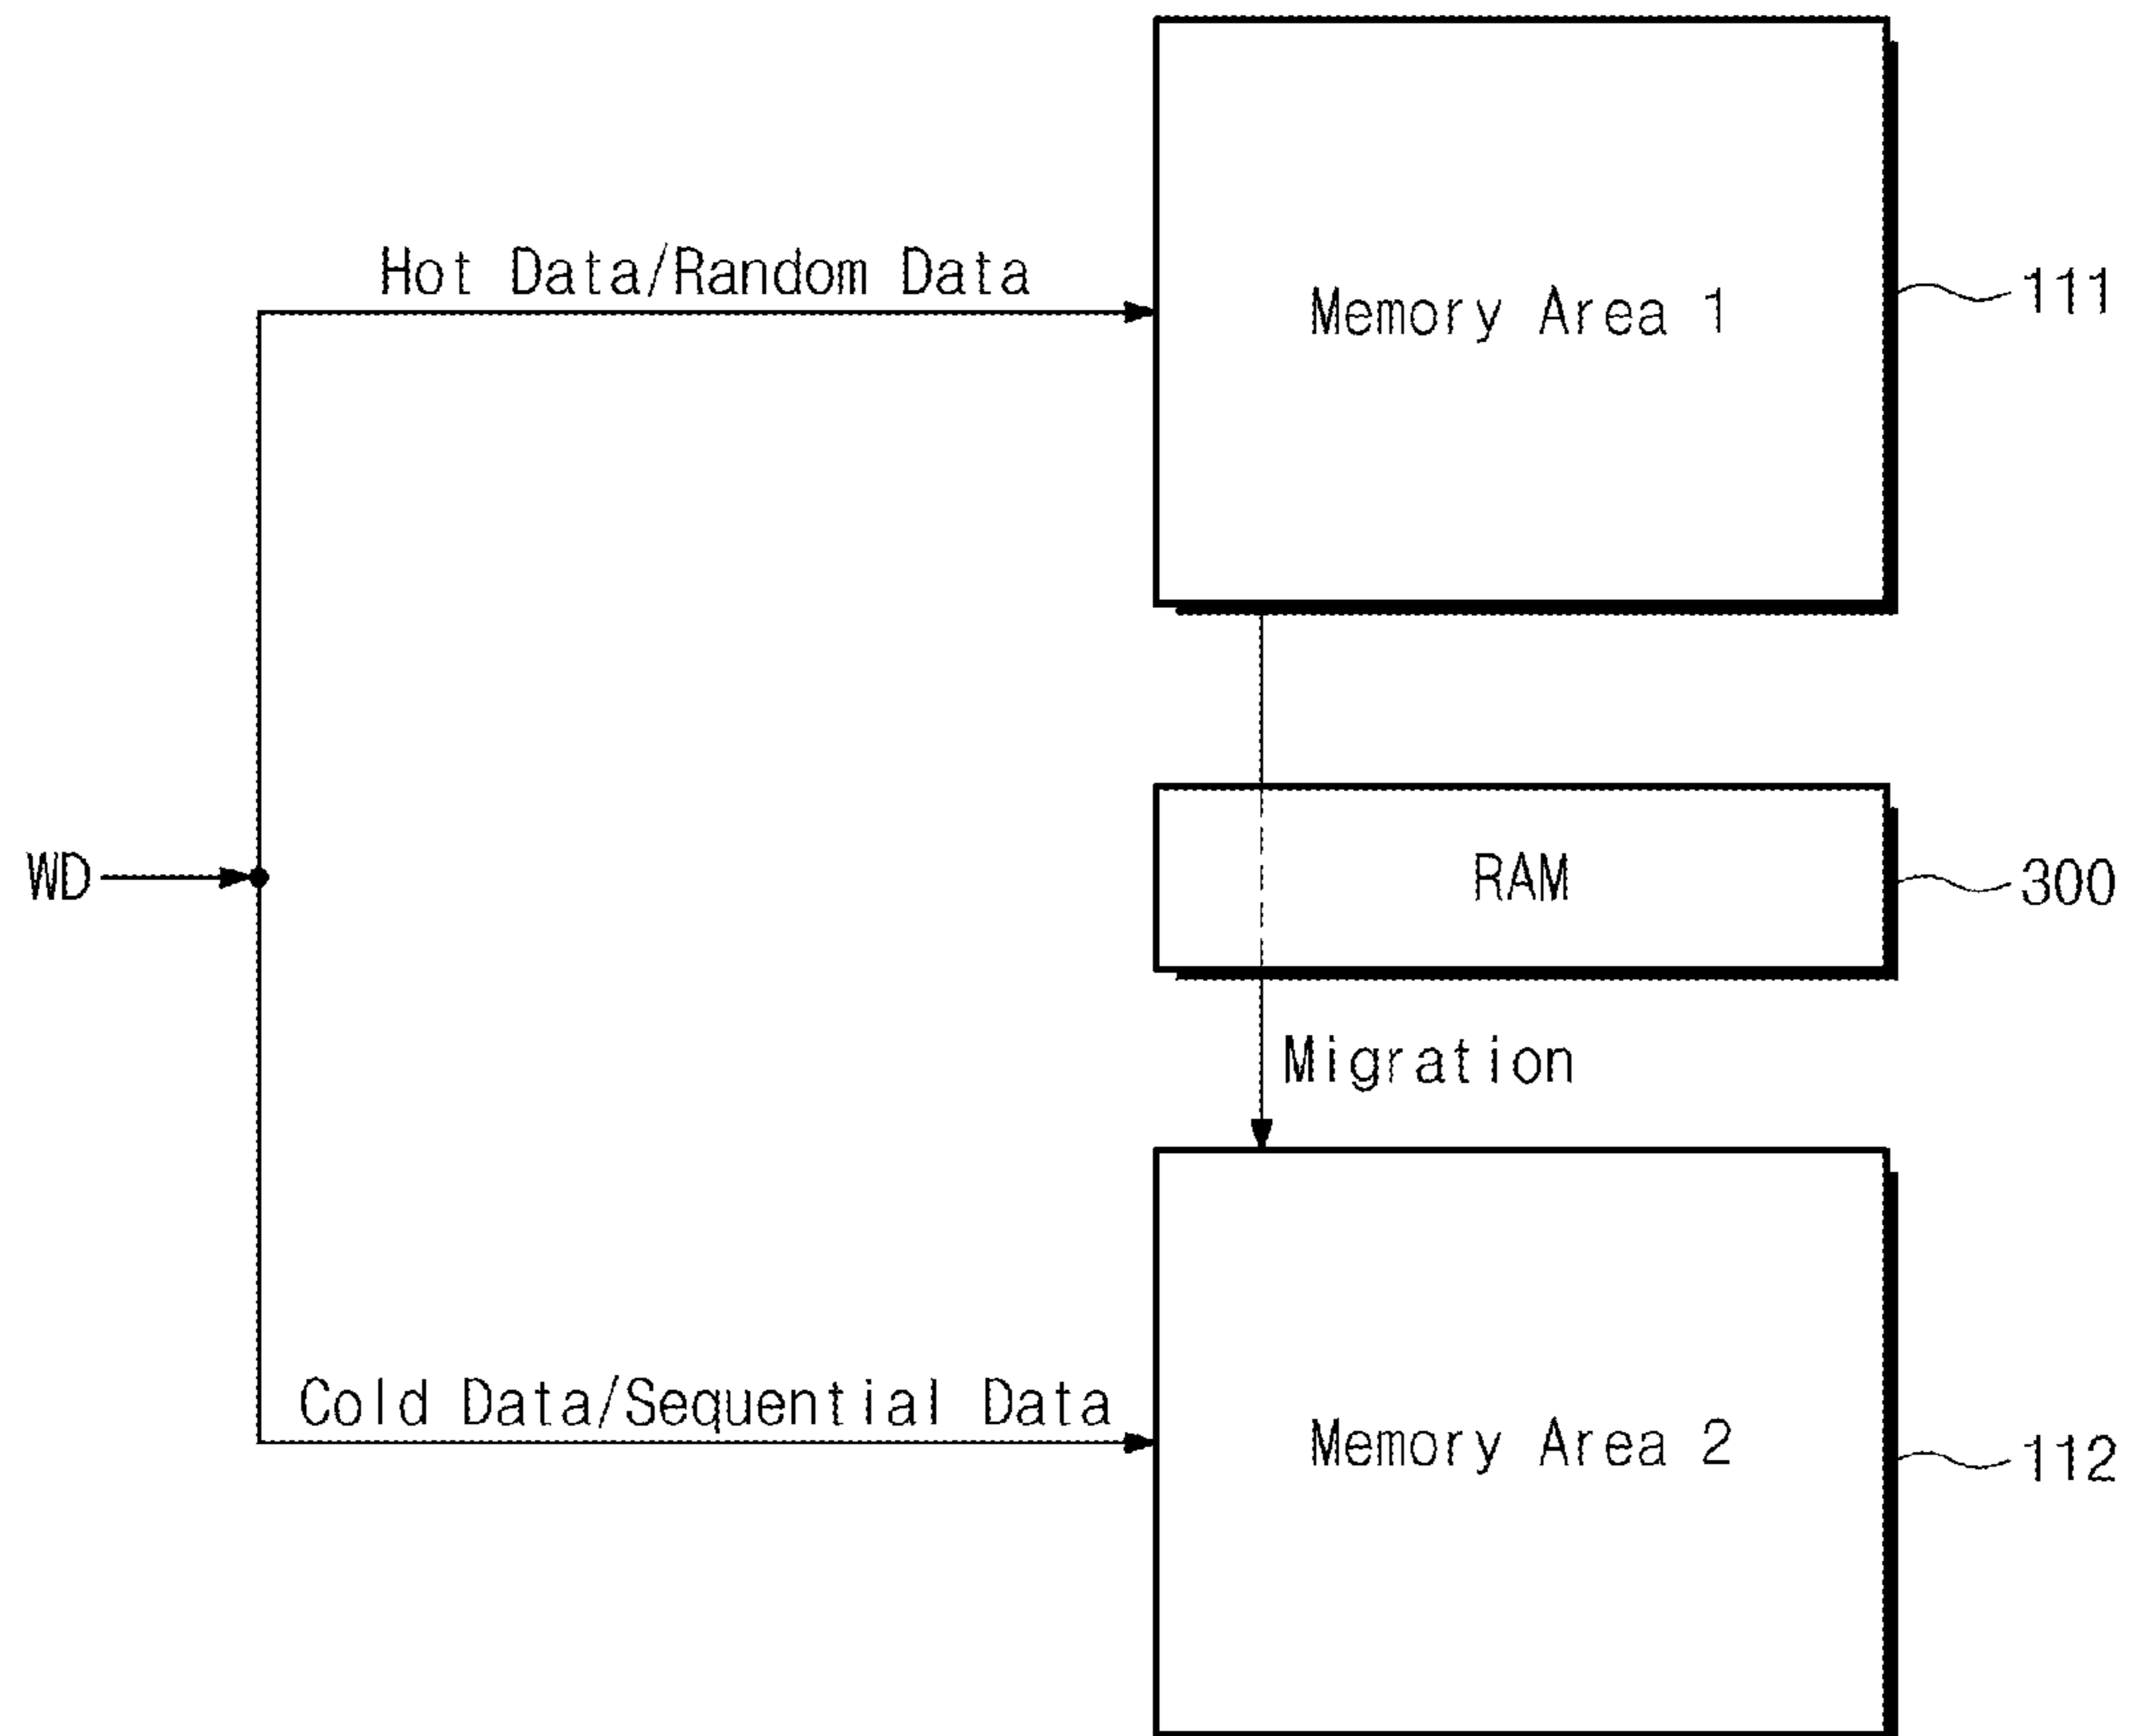 Hot Data/Random Data
Memory Area 1
111
WD
RAM
300
Migration
Cold Data/Sequential Data
Memory Area 2
112